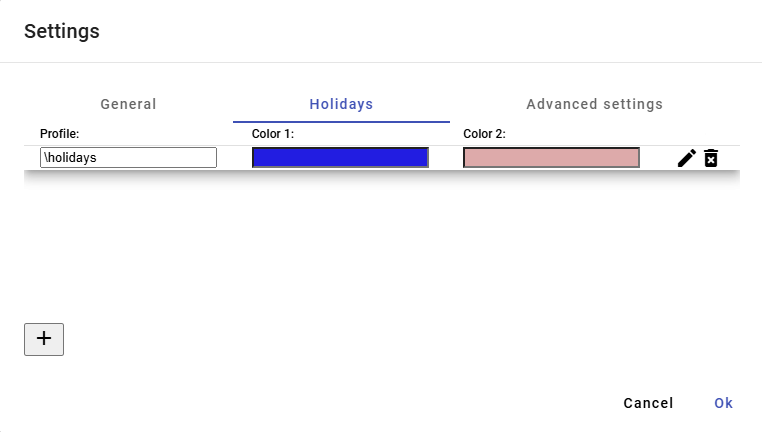 Settings
General Holidays Advanced settings
Profile: Color 1: Color 2:
\holidays
+
Cancel Ok